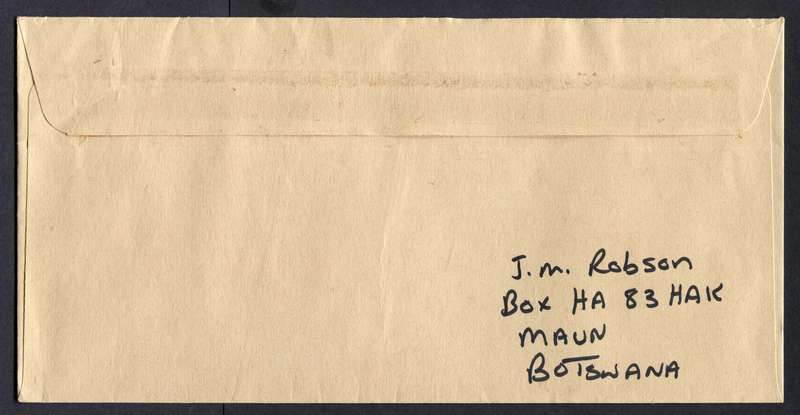 J.M. Robson
Box HA 83 HAK
MAUN
BOTSWANA